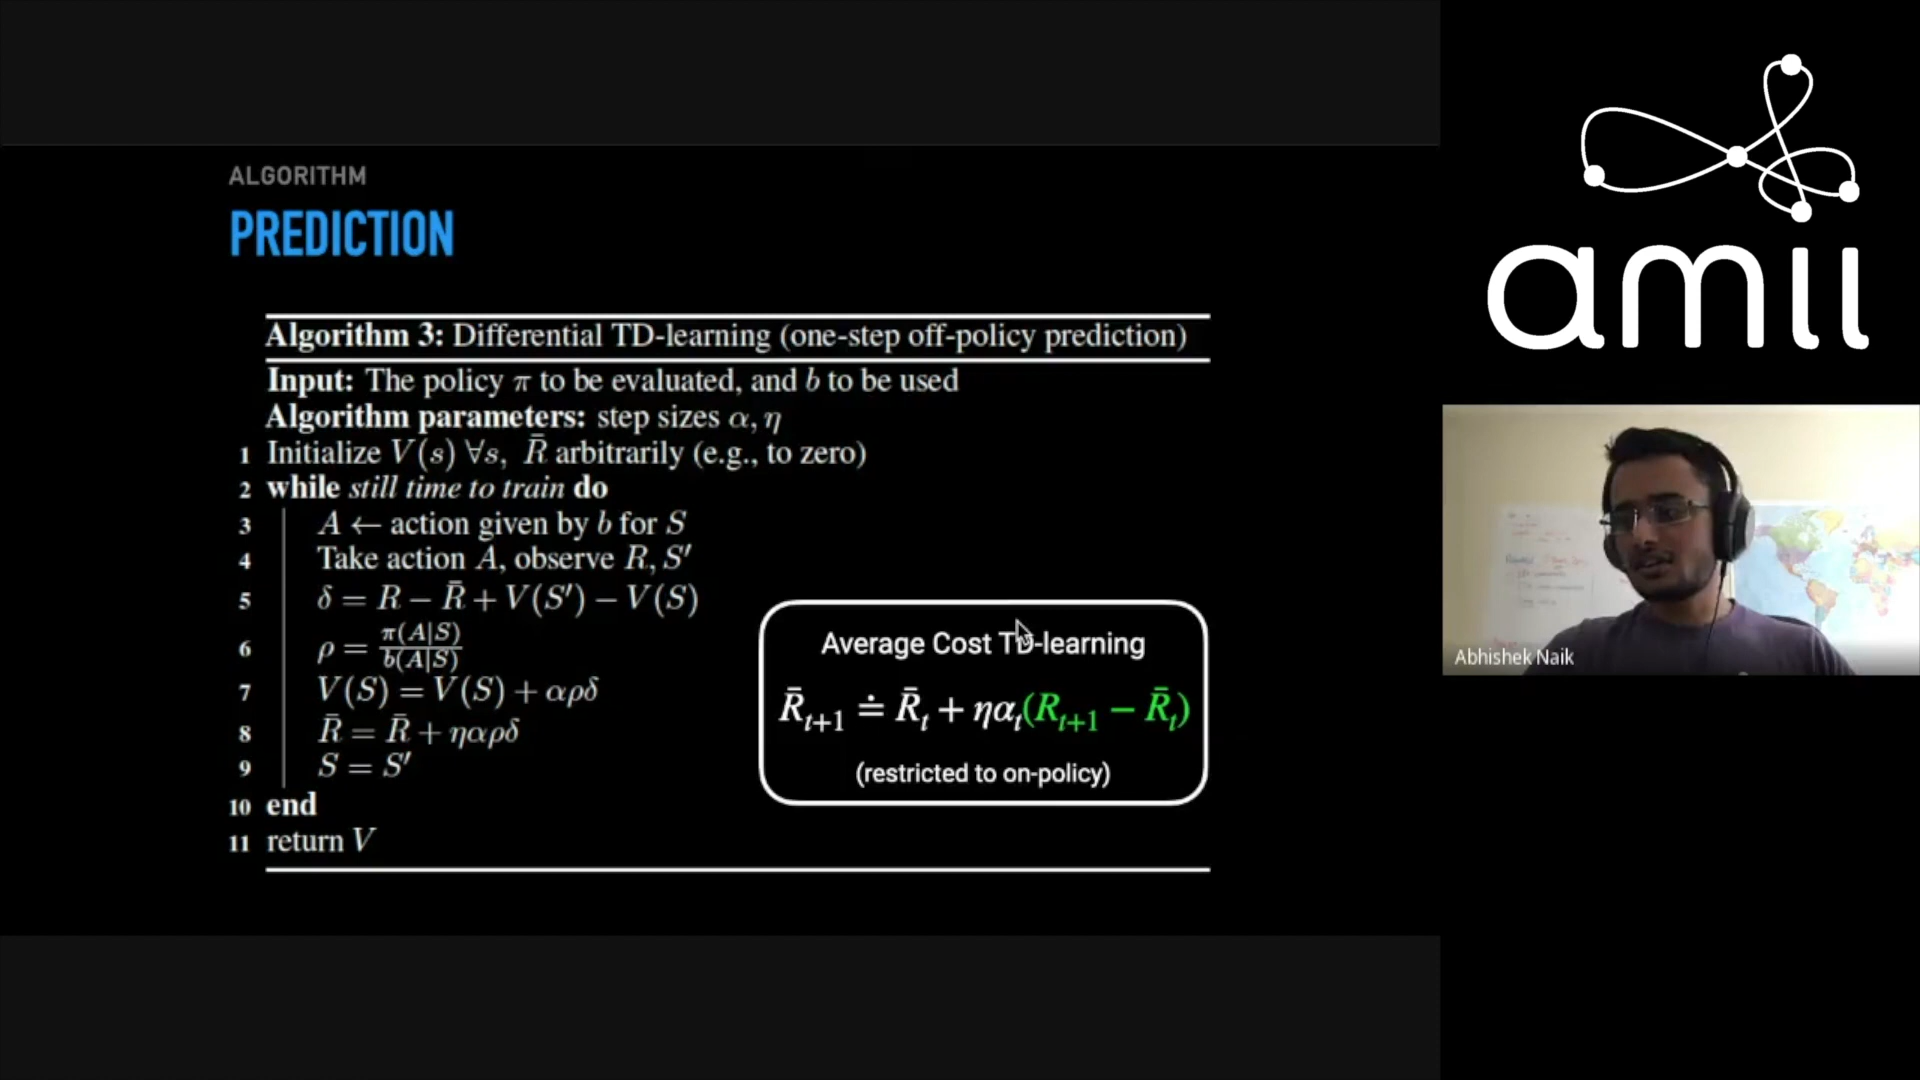 ALGORITHM
PREDICTION
Algorithm 3: Differential TD-learning (one-step off-policy prediction)
Input: The policy π to be evaluated, and b to be used
Algorithm parameters: step sizes α, η
1 Initialize V(s) ∀s, R̄ arbitrarily (e.g., to zero)
2 while still time to train do
3 A ← action given by b for S
4 Take action A, observe R, S′
5 δ = R − R̄ + V(S′) − V(S)
6 ρ = π(A|S)/b(A|S)
7 V(S) = V(S) + αρδ
8 R̄ = R̄ + ηαρδ
9 S = S′
10 end
11 return V
Average Cost TD-learning
R̄ₜ₊₁ ≐ R̄ₜ + ηαₜ(Rₜ₊₁ − R̄ₜ)
(restricted to on-policy)
amii
Abhishek Naik